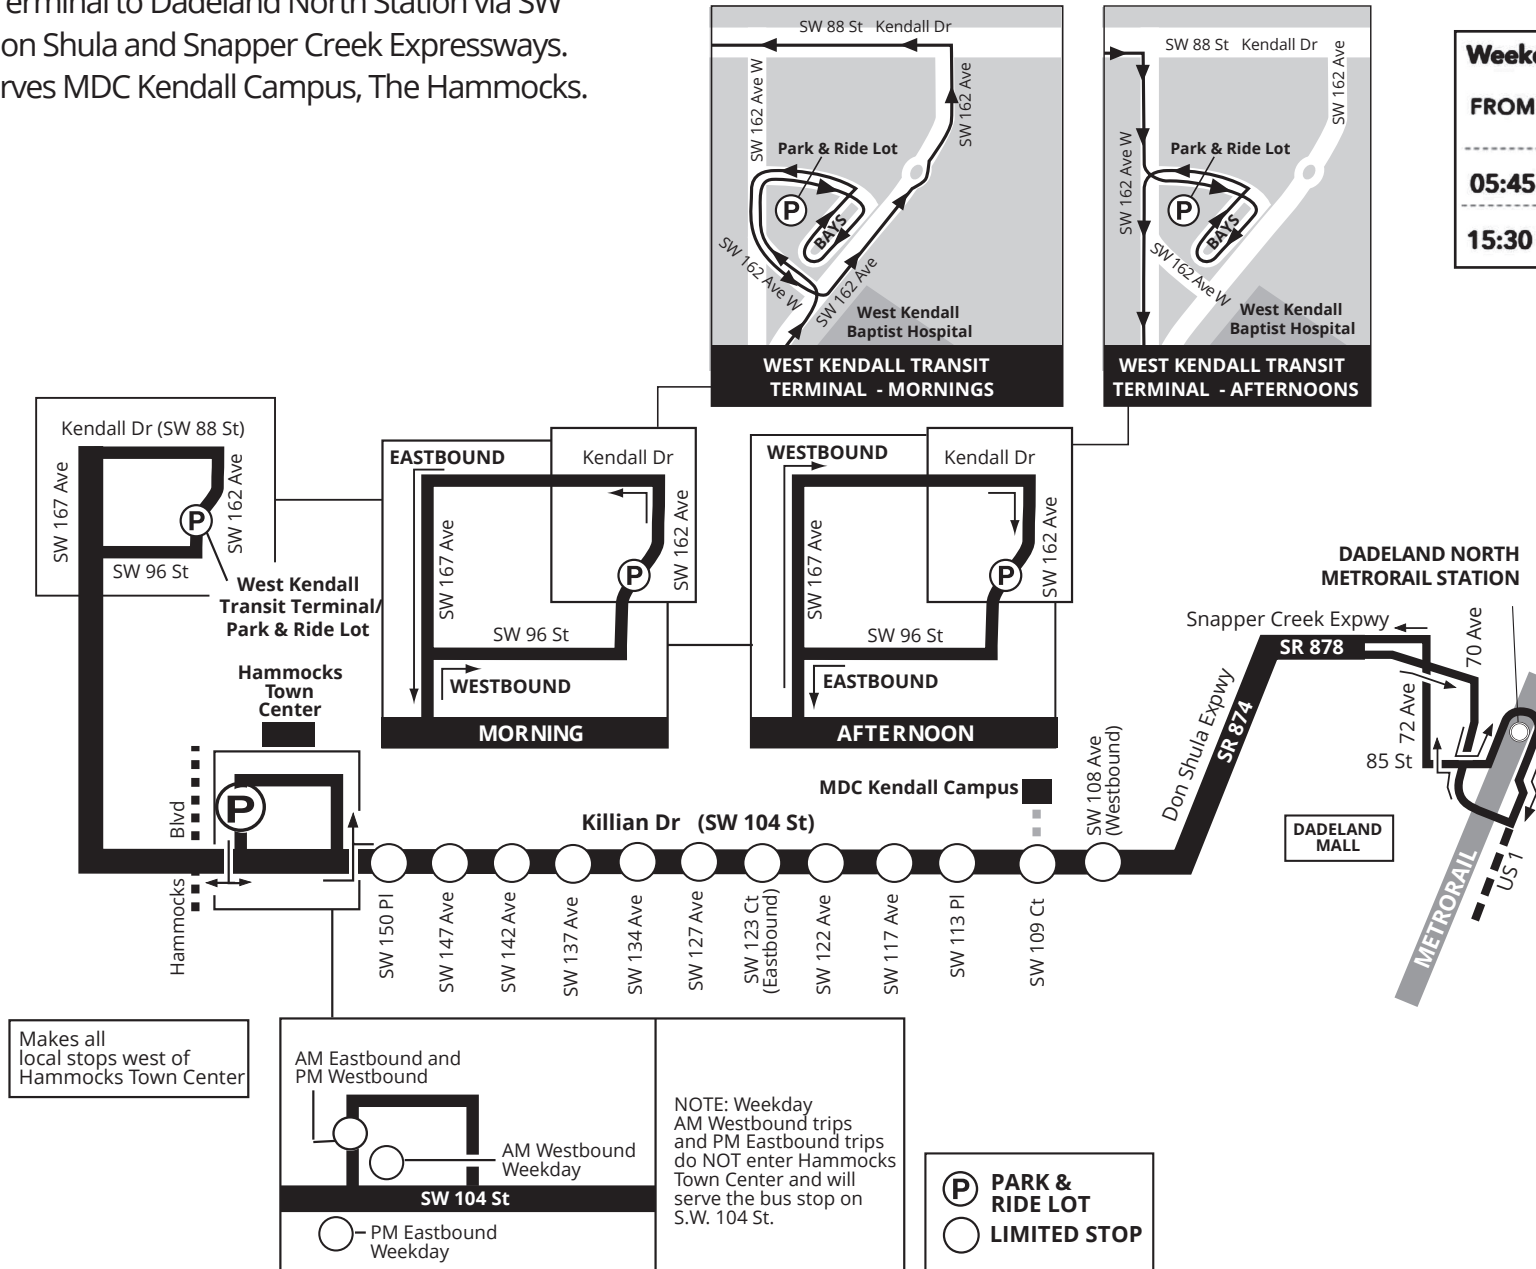 erminal to Dadeland North Station via SW
on Shula and Snapper Creek Expressways.
rves MDC Kendall Campus, The Hammocks.
SW 88 St Kendall Dr
SW 162 Ave W
SW 162 Ave
Park & Ride Lot
P
BAYS
SW 162 Ave W
SW 162 Ave
West Kendall
Baptist Hospital
WEST KENDALL TRANSIT
TERMINAL - MORNINGS
SW 88 St Kendall Dr
SW 162 Ave
SW 162 Ave W
Park & Ride Lot
P
BAYS
SW 162 Ave W
West Kendall
Baptist Hospital
WEST KENDALL TRANSIT
TERMINAL - AFTERNOONS
FROM
05:45
15:30
Kendall Dr (SW 88 St)
SW 167 Ave
SW 162 Ave
P
SW 96 St
West Kendall
Transit Terminal/
Park & Ride Lot
EASTBOUND
Kendall Dr
SW 167 Ave
SW 162 Ave
P
SW 96 St
WESTBOUND
MORNING
WESTBOUND
Kendall Dr
SW 167 Ave
SW 162 Ave
P
SW 96 St
EASTBOUND
AFTERNOON
DADELAND NORTH
METRORAIL STATION
Snapper Creek Expwy
SR 878
70 Ave
72 Ave
85 St
Don Shula Expwy
SR 874
DADELAND
MALL
METRORAIL
US 1
Hammocks
Town
Center
P
Hammocks Blvd
Killian Dr (SW 104 St)
MDC Kendall Campus
SW 108 Ave
(Westbound)
SW 150 Pl
SW 147 Ave
SW 142 Ave
SW 137 Ave
SW 134 Ave
SW 127 Ave
SW 123 Ct
(Eastbound)
SW 122 Ave
SW 117 Ave
SW 113 Pl
SW 109 Ct
Makes all
local stops west of
Hammocks Town Center
AM Eastbound and
PM Westbound
AM Westbound
Weekday
SW 104 St
PM Eastbound
Weekday
NOTE: Weekday
AM Westbound trips
and PM Eastbound trips
do NOT enter Hammocks
Town Center and will
serve the bus stop on
S.W. 104 St.
P PARK &
RIDE LOT
LIMITED STOP